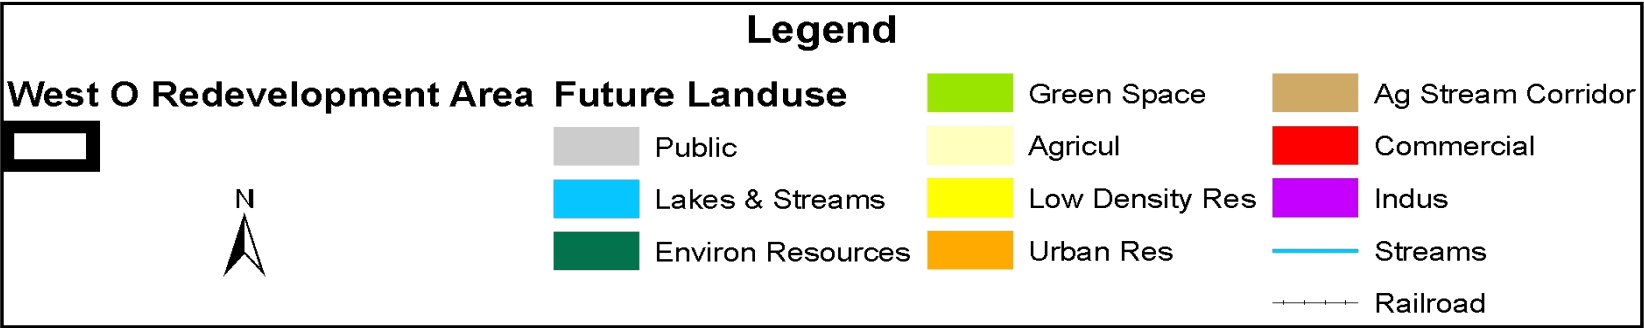 Legend
West O Redevelopment Area
N
Future Landuse
Public
Lakes & Streams
Environ Resources
Green Space
Agricul
Low Density Res
Urban Res
Ag Stream Corridor
Commercial
Indus
Streams
Railroad